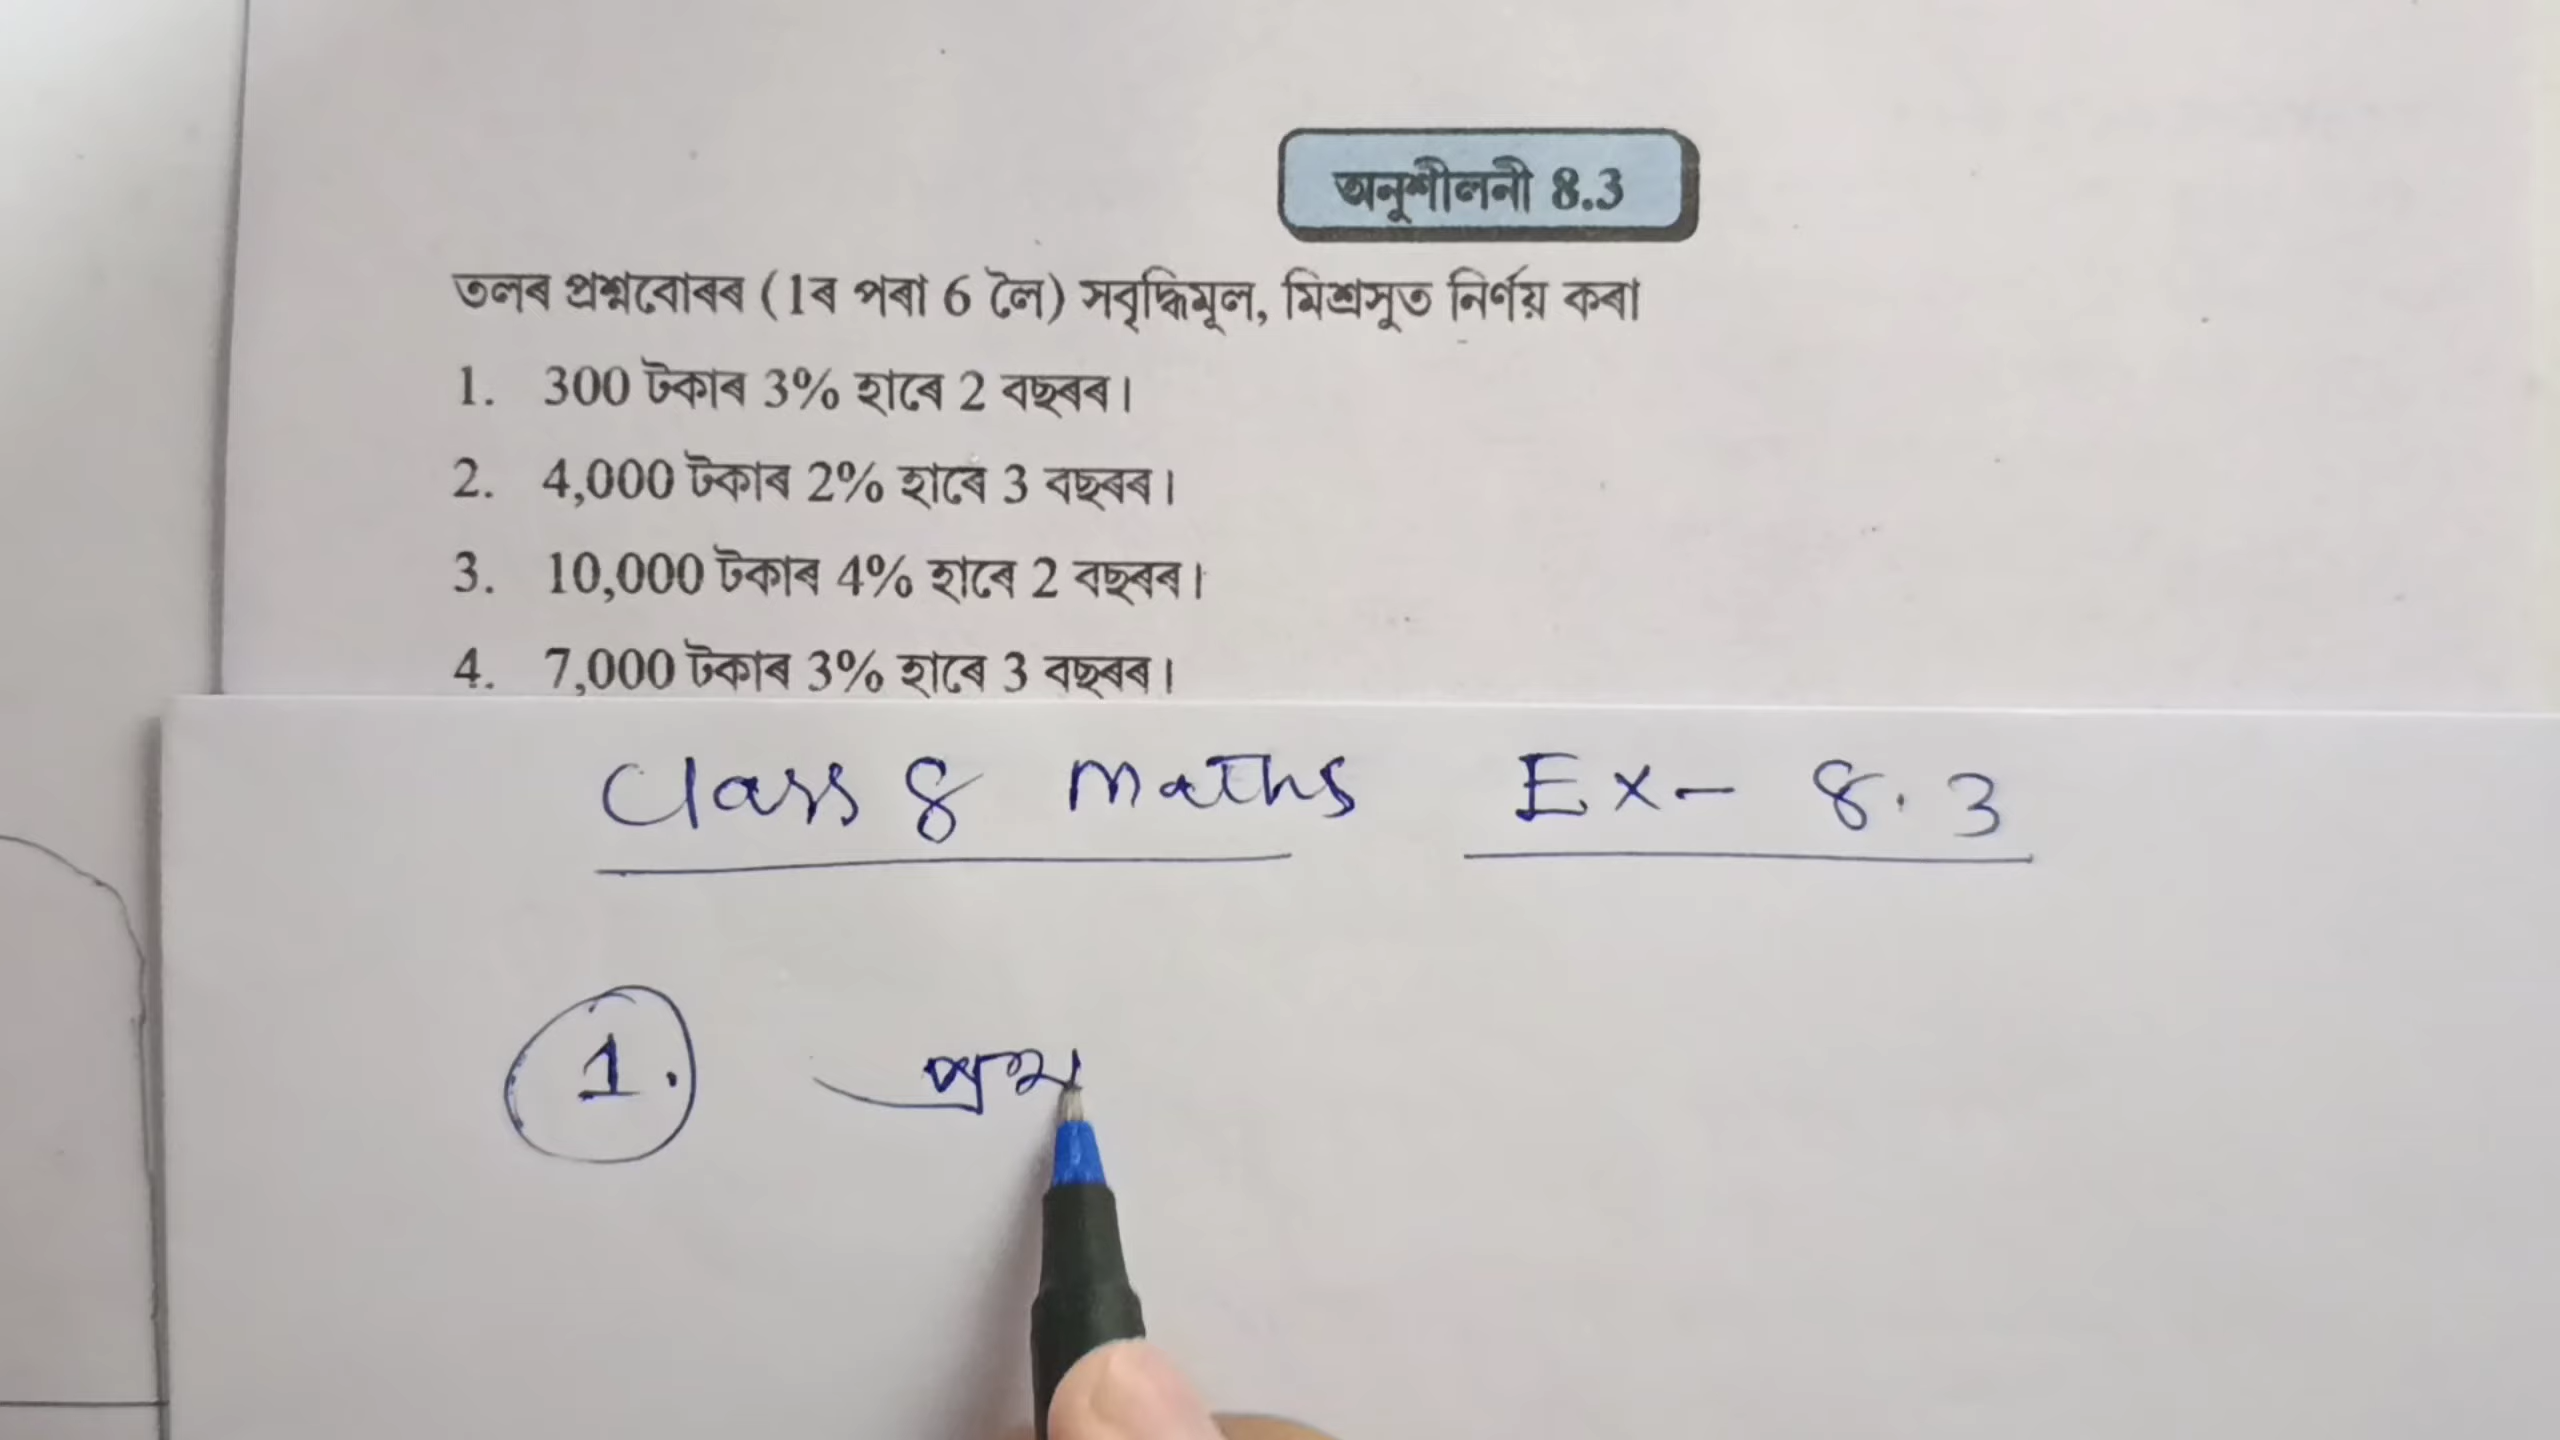 অনুশীলনী 8.3
তলৰ প্ৰশ্নবোৰৰ (1ৰ পৰা 6 লৈ) সবৃদ্ধিমূল, মিশ্ৰসুত নিৰ্ণয় কৰা
1. 300 টকাৰ 3% হাৰে 2 বছৰৰ।
2. 4,000 টকাৰ 2% হাৰে 3 বছৰৰ।
3. 10,000 টকাৰ 4% হাৰে 2 বছৰৰ।
4. 7,000 টকাৰ 3% হাৰে 3 বছৰৰ।
Class 8 Maths Ex- 8.3
1. প্ৰথ